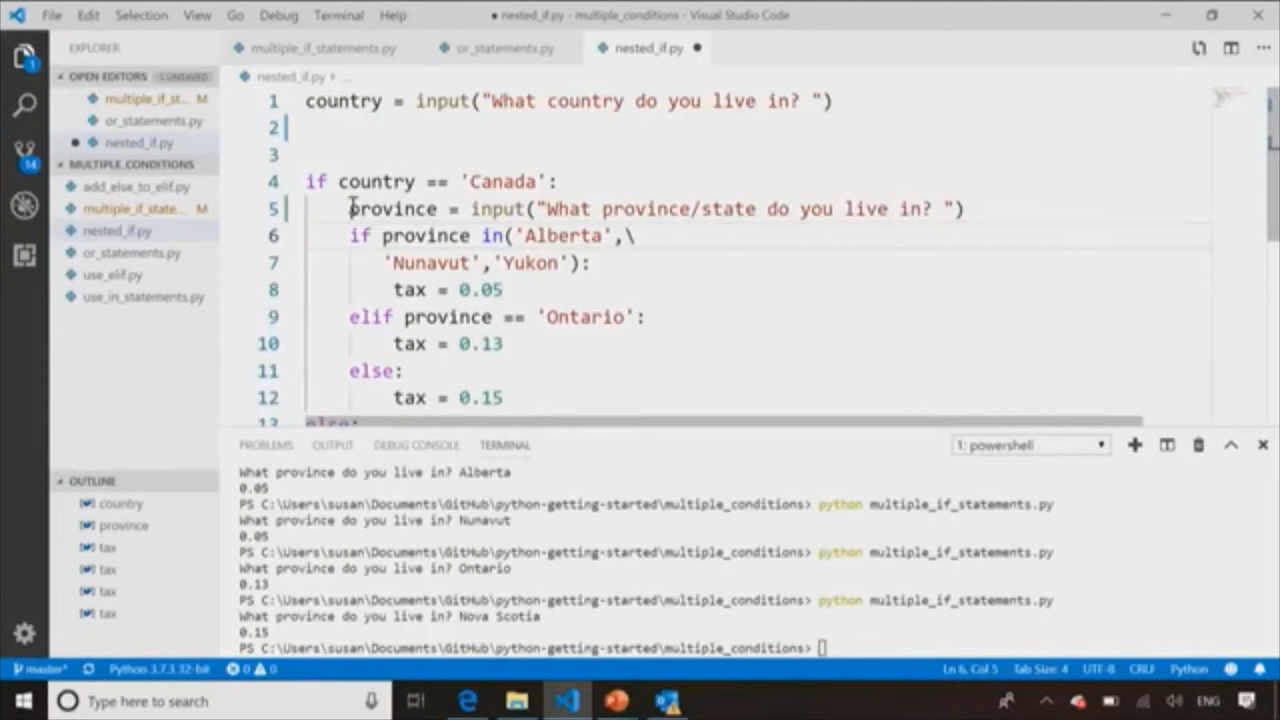 File Edit Selection View Go Debug Terminal Help
● nested_if.py - multiple_conditions - Visual Studio Code
EXPLORER
multiple_if_statements.py or_statements.py nested_if.py ●
OPEN EDITORS 1 UNSAVED
multiple_if_st... M
or_statements.py
● nested_if.py
MULTIPLE_CONDITIONS
add_else_to_elif.py
multiple_if_state... M
nested_if.py
or_statements.py
use_elif.py
use_in_statements.py
nested_if.py › ...
1 country = input("What country do you live in? ")
2
3
4 if country == 'Canada':
5 province = input("What province/state do you live in? ")
6 if province in('Alberta',\
7 'Nunavut','Yukon'):
8 tax = 0.05
9 elif province == 'Ontario':
10 tax = 0.13
11 else:
12 tax = 0.15
13 else:
PROBLEMS OUTPUT DEBUG CONSOLE TERMINAL
1: powershell
What province do you live in? Alberta
0.05
PS C:\Users\susan\Documents\GitHub\python-getting-started\multiple_conditions> python multiple_if_statements.py
What province do you live in? Nunavut
0.05
PS C:\Users\susan\Documents\GitHub\python-getting-started\multiple_conditions> python multiple_if_statements.py
What province do you live in? Ontario
0.13
PS C:\Users\susan\Documents\GitHub\python-getting-started\multiple_conditions> python multiple_if_statements.py
What province do you live in? Nova Scotia
0.15
PS C:\Users\susan\Documents\GitHub\python-getting-started\multiple_conditions>
OUTLINE
country
province
tax
tax
tax
tax
1
14
master* Python 3.7.3 32-bit 0 0
Ln 6, Col 5 Tab Size: 4 UTF-8 CRLF Python
Type here to search
ENG